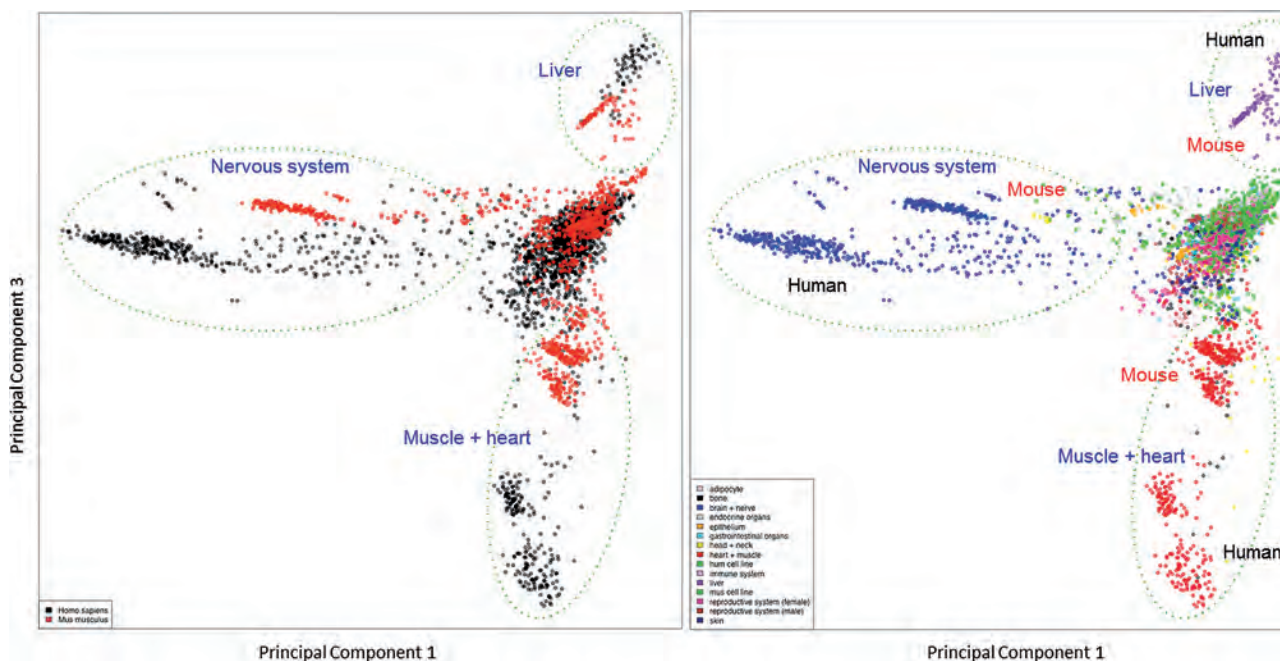 Liver
Nervous system
Human
Muscle + heart
Homo sapiens
Mus musculus
Principal Component 3
Principal Component 1
Human
Liver
Mouse
Nervous system
Mouse
Human
Mouse
Muscle + heart
Human
adipocyte
bone
brain + nerve
endocrine organs
epithelium
gastrointestinal organs
head + neck
heart + muscle
hum cell line
immune system
liver
mus cell line
reproductive system (female)
reproductive system (male)
skin
Principal Component 1